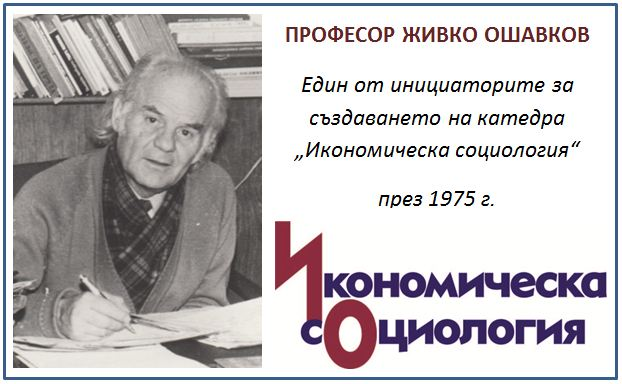 ПРОФЕСОР ЖИВКО ОШАВКОВ
Един от инициаторите за
създаването на катедра
„Икономическа социология“
през 1975 г.
Икономическа
сОциология